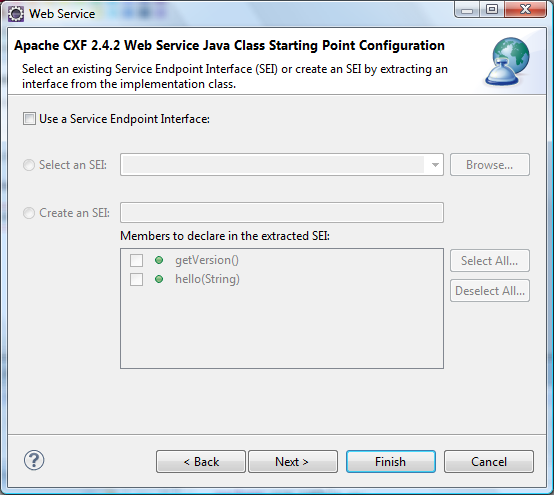 Web Service
Apache CXF 2.4.2 Web Service Java Class Starting Point Configuration
Select an existing Service Endpoint Interface (SEI) or create an SEI by extracting an
interface from the implementation class.
Use a Service Endpoint Interface:
Select an SEI:
Browse...
Create an SEI:
Members to declare in the extracted SEI:
getVersion()
Select All...
hello(String)
Deselect All...
?
< Back
Next >
Finish
Cancel